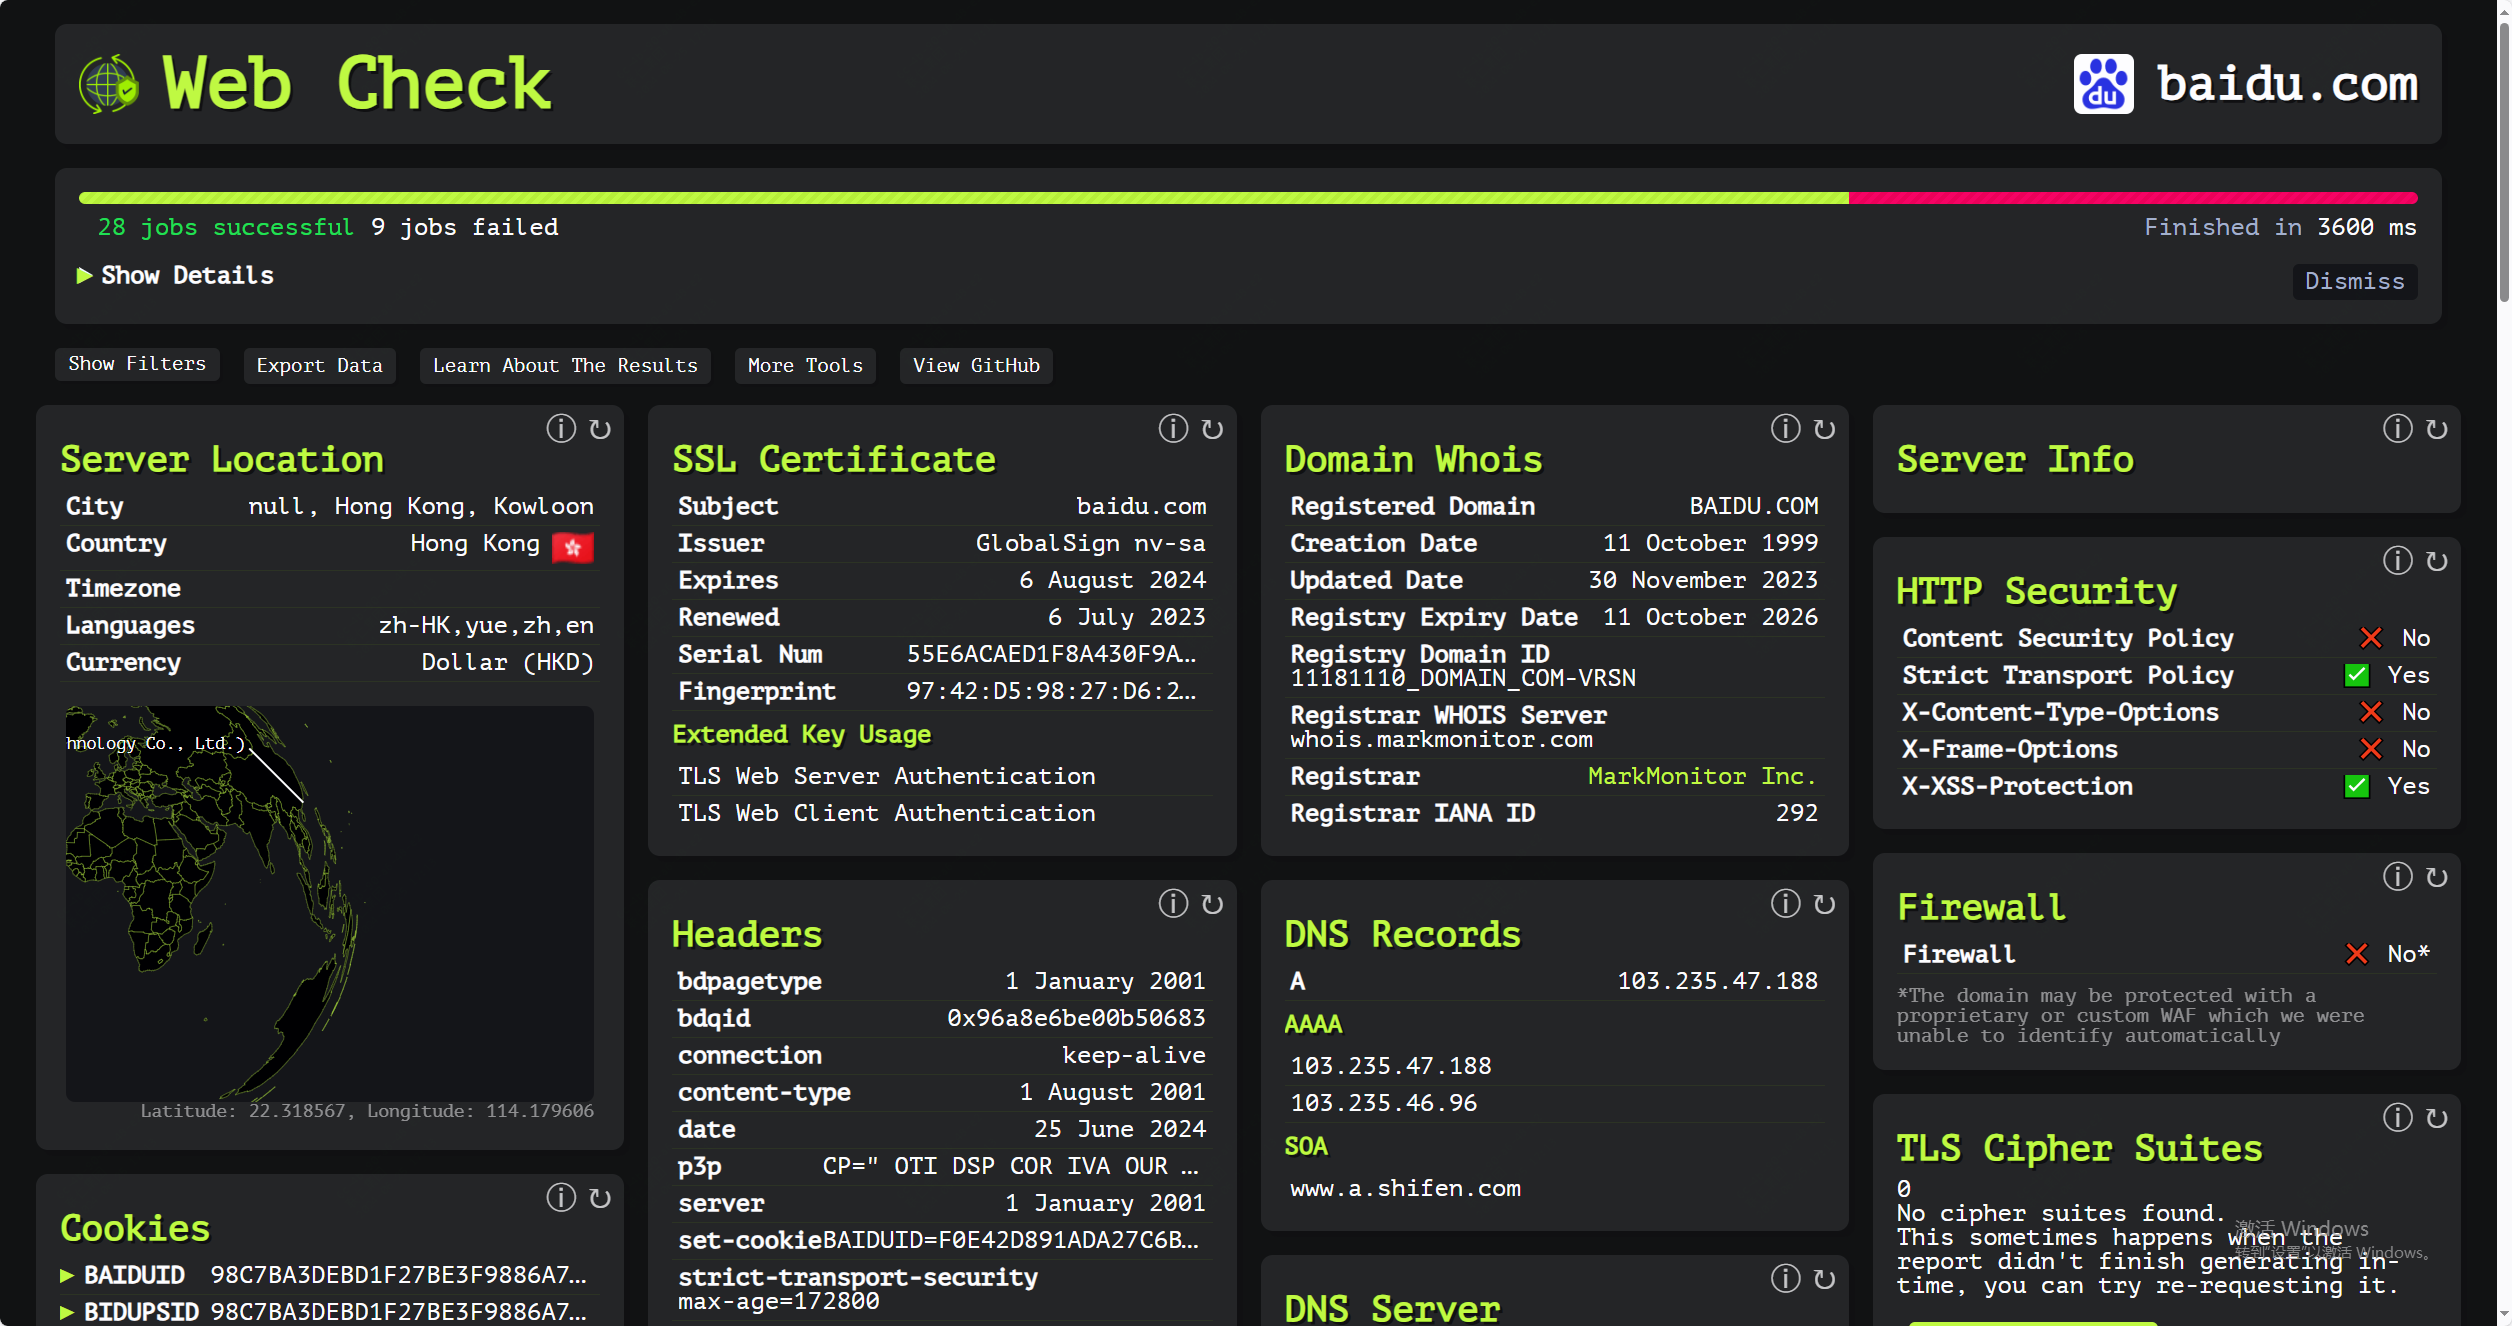 Web Check
du
baidu.com
28 jobs successful 9 jobs failed
Finished in 3600 ms
▶ Show Details
Dismiss
Show Filters
Export Data
Learn About The Results
More Tools
View GitHub
Server Location
City null, Hong Kong, Kowloon
Country Hong Kong
Timezone
Languages zh-HK,yue,zh,en
Currency Dollar (HKD)
hnology Co., Ltd.)
Latitude: 22.318567, Longitude: 114.179606
Cookies
▶ BAIDUID 98C7BA3DEBD1F27BE3F9886A7...
▶ BIDUPSID 98C7BA3DEBD1F27BE3F9886A7...
SSL Certificate
Subject baidu.com
Issuer GlobalSign nv-sa
Expires 6 August 2024
Renewed 6 July 2023
Serial Num 55E6ACAED1F8A430F9A...
Fingerprint 97:42:D5:98:27:D6:2...
Extended Key Usage
TLS Web Server Authentication
TLS Web Client Authentication
Headers
bdpagetype 1 January 2001
bdqid 0x96a8e6be00b50683
connection keep-alive
content-type 1 August 2001
date 25 June 2024
p3p CP=" OTI DSP COR IVA OUR ...
server 1 January 2001
set-cookieBAIDUID=F0E42D891ADA27C6B...
strict-transport-security
max-age=172800
Domain Whois
Registered Domain BAIDU.COM
Creation Date 11 October 1999
Updated Date 30 November 2023
Registry Expiry Date 11 October 2026
Registry Domain ID
11181110_DOMAIN_COM-VRSN
Registrar WHOIS Server
whois.markmonitor.com
Registrar MarkMonitor Inc.
Registrar IANA ID 292
DNS Records
A 103.235.47.188
AAAA
103.235.47.188
103.235.46.96
SOA
www.a.shifen.com
DNS Server
Server Info
HTTP Security
Content Security Policy ❌ No
Strict Transport Policy ✅ Yes
X-Content-Type-Options ❌ No
X-Frame-Options ❌ No
X-XSS-Protection ✅ Yes
Firewall
Firewall ❌ No*
*The domain may be protected with a
proprietary or custom WAF which we were
unable to identify automatically
TLS Cipher Suites
0
No cipher suites found.
This sometimes happens when the
report didn't finish generating in-
time, you can try re-requesting it.
激活 Windows
转到"设置"以激活 Windows。